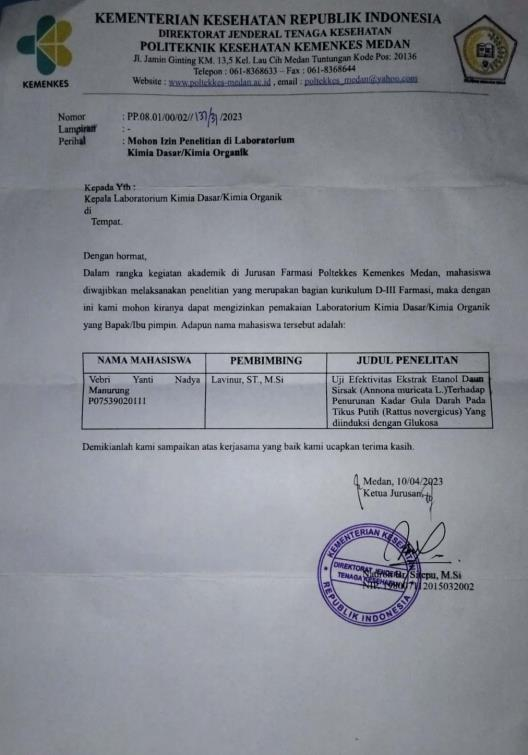 KEMENTERIAN KESEHATAN REPUBLIK INDONESIA
DIREKTORAT JENDERAL TENAGA KESEHATAN
POLITEKNIK KESEHATAN KEMENKES MEDAN
Jl. Jamin Ginting KM. 13,5 Kel. Lau Cih Medan Tuntungan Kode Pos: 20136
Telepon : 061-8368633 – Fax : 061-8368644
Website : www.poltekkes-medan.ac.id , email : poltekkes_medan@yahoo.com
KEMENKES
Nomor : PP.08.01/00/02//137/31/2023
Lampiran : -
Perihal : Mohon Izin Penelitian di Laboratorium
Kimia Dasar/Kimia Organik
Kepada Yth :
Kepala Laboratorium Kimia Dasar/Kimia Organik
di
Tempat.
Dengan hormat,
Dalam rangka kegiatan akademik di Jurusan Farmasi Poltekkes Kemenkes Medan, mahasiswa
diwajibkan melaksanakan penelitian yang merupakan bagian kurikulum D-III Farmasi, maka dengan
ini kami mohon kiranya dapat mengizinkan pemakaian Laboratorium Kimia Dasar/Kimia Organik
yang Bapak/Ibu pimpin. Adapun nama mahasiswa tersebut adalah:
NAMA MAHASISWA PEMBIMBING JUDUL PENELITAN
Vebri Yanti Nadya Lavinur, ST., M.Si Uji Efektivitas Ekstrak Etanol Daun
Manurung Sirsak (Annona muricata L.)Terhadap
P07539020111 Penurunan Kadar Gula Darah Pada
Tikus Putih (Rattus novergicus) Yang
diinduksi dengan Glukosa
Demikianlah kami sampaikan atas kerjasama yang baik kami ucapkan terima kasih.
Medan, 10/04/2023
Ketua Jurusan,
KEMENTERIAN KESEHATAN
DIREKTORAT JENDERAL
TENAGA KESEHATAN
REPUBLIK INDONESIA
Br. Sitepu, M.Si
2015032002